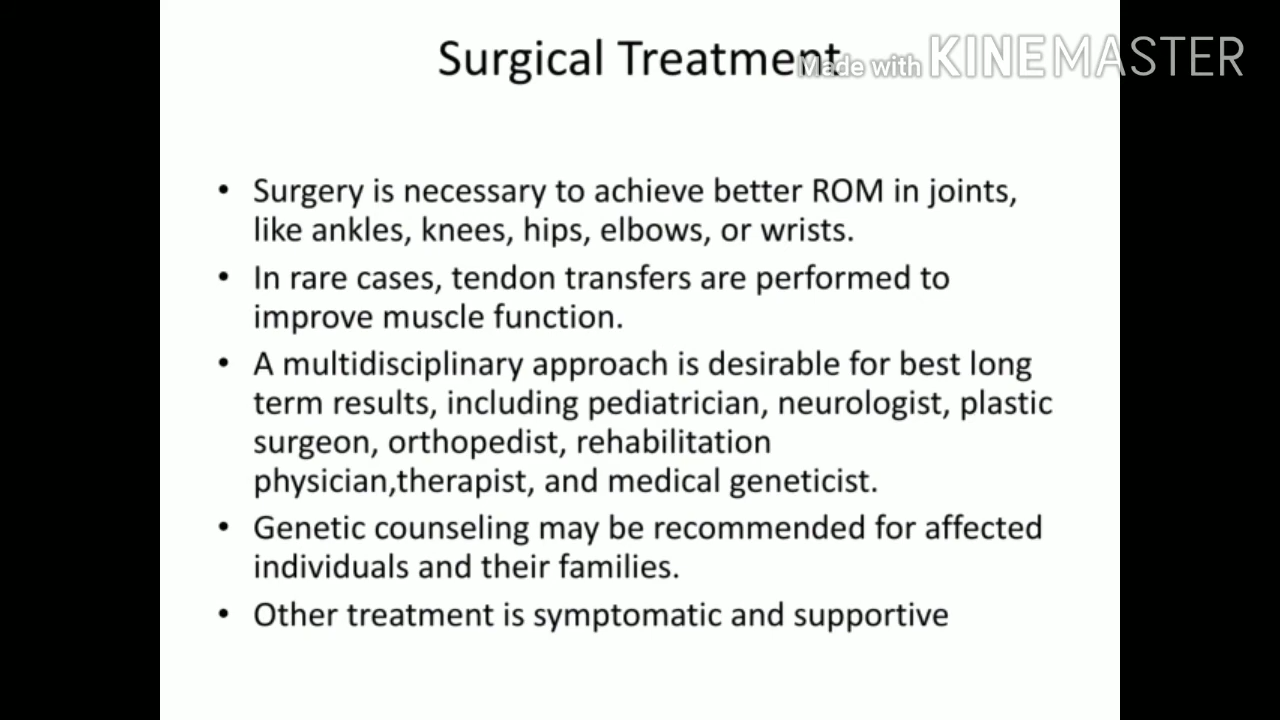 Surgical Treatment
Made with KINEMASTER
• Surgery is necessary to achieve better ROM in joints,
like ankles, knees, hips, elbows, or wrists.
• In rare cases, tendon transfers are performed to
improve muscle function.
• A multidisciplinary approach is desirable for best long
term results, including pediatrician, neurologist, plastic
surgeon, orthopedist, rehabilitation
physician,therapist, and medical geneticist.
• Genetic counseling may be recommended for affected
individuals and their families.
• Other treatment is symptomatic and supportive